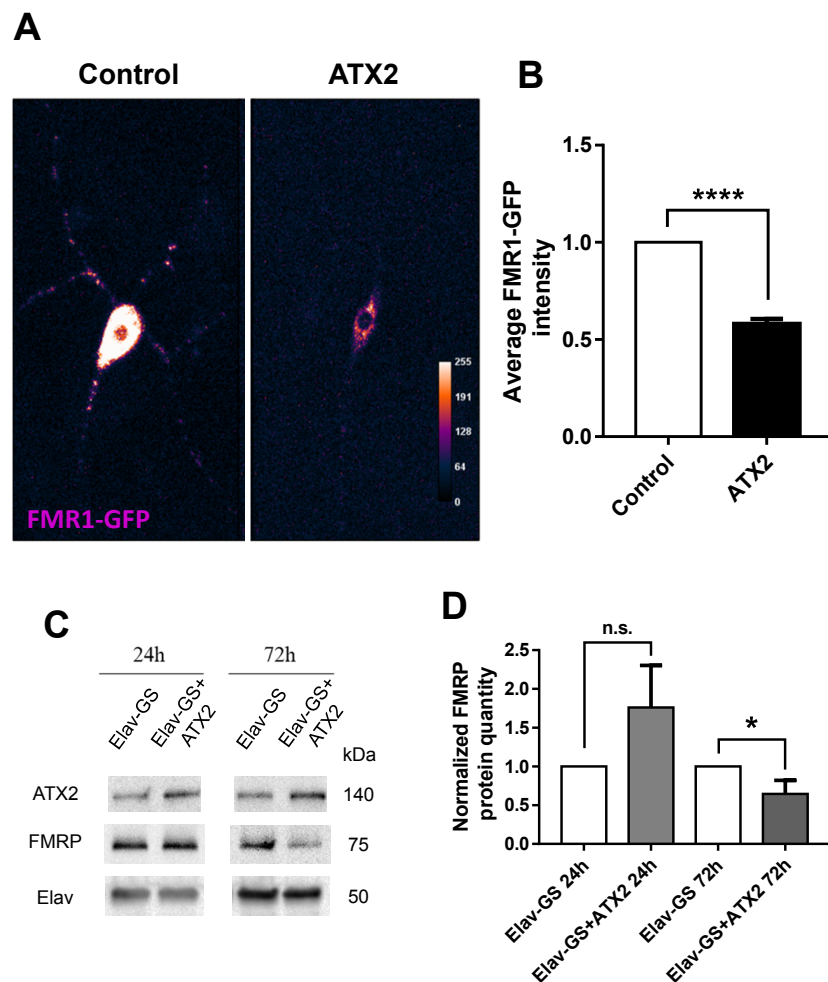 A
Control
ATX2
FMR1-GFP
255
191
128
64
0
B
Average FMR1-GFP
intensity
1.5
1.0
0.5
0.0
****
Control
ATX2
C
24h
72h
Elav-GS
Elav-GS+
ATX2
Elav-GS
Elav-GS+
ATX2
kDa
ATX2
140
FMRP
75
Elav
50
D
Normalized FMRP
protein quantity
2.5
2.0
1.5
1.0
0.5
0.0
n.s.
*
Elav-GS 24h
Elav-GS+ATX2 24h
Elav-GS 72h
Elav-GS+ATX2 72h